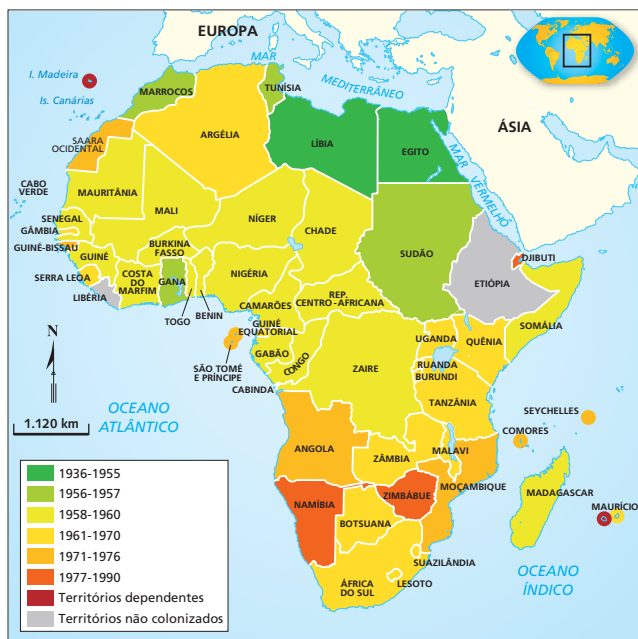 EUROPA
MAR
MEDITERRÂNEO
I. Madeira
Is. Canárias
MARROCOS
TUNÍSIA
ÁSIA
SAARA
OCIDENTAL
ARGÉLIA
LÍBIA
EGITO
MAR VERMELHO
CABO
VERDE
MAURITÂNIA
MALI
NÍGER
CHADE
SUDÃO
SENEGAL
GÂMBIA
GUINÉ-BISSAU
GUINÉ
BURKINA
FASSO
DJIBUTI
SERRA LEOA
LIBÉRIA
COSTA
DO
MARFIM
GANA
TOGO
BENIN
NIGÉRIA
CAMARÕES
REP.
CENTRO-AFRICANA
ETIÓPIA
SOMÁLIA
GUINÉ
EQUATORIAL
SÃO TOMÉ
E PRÍNCIPE
GABÃO
CONGO
ZAIRE
UGANDA
QUÊNIA
RUANDA
BURUNDI
CABINDA
TANZÂNIA
SEYCHELLES
COMORES
N
1.120 km
OCEANO
ATLÂNTICO
ANGOLA
ZÂMBIA
MALAVI
MOÇAMBIQUE
MADAGASCAR
MAURÍCIO
NAMÍBIA
ZIMBÁBUE
BOTSUANA
SUAZILÂNDIA
LESOTO
ÁFRICA
DO SUL
OCEANO
ÍNDICO
1936-1955
1956-1957
1958-1960
1961-1970
1971-1976
1977-1990
Territórios dependentes
Territórios não colonizados